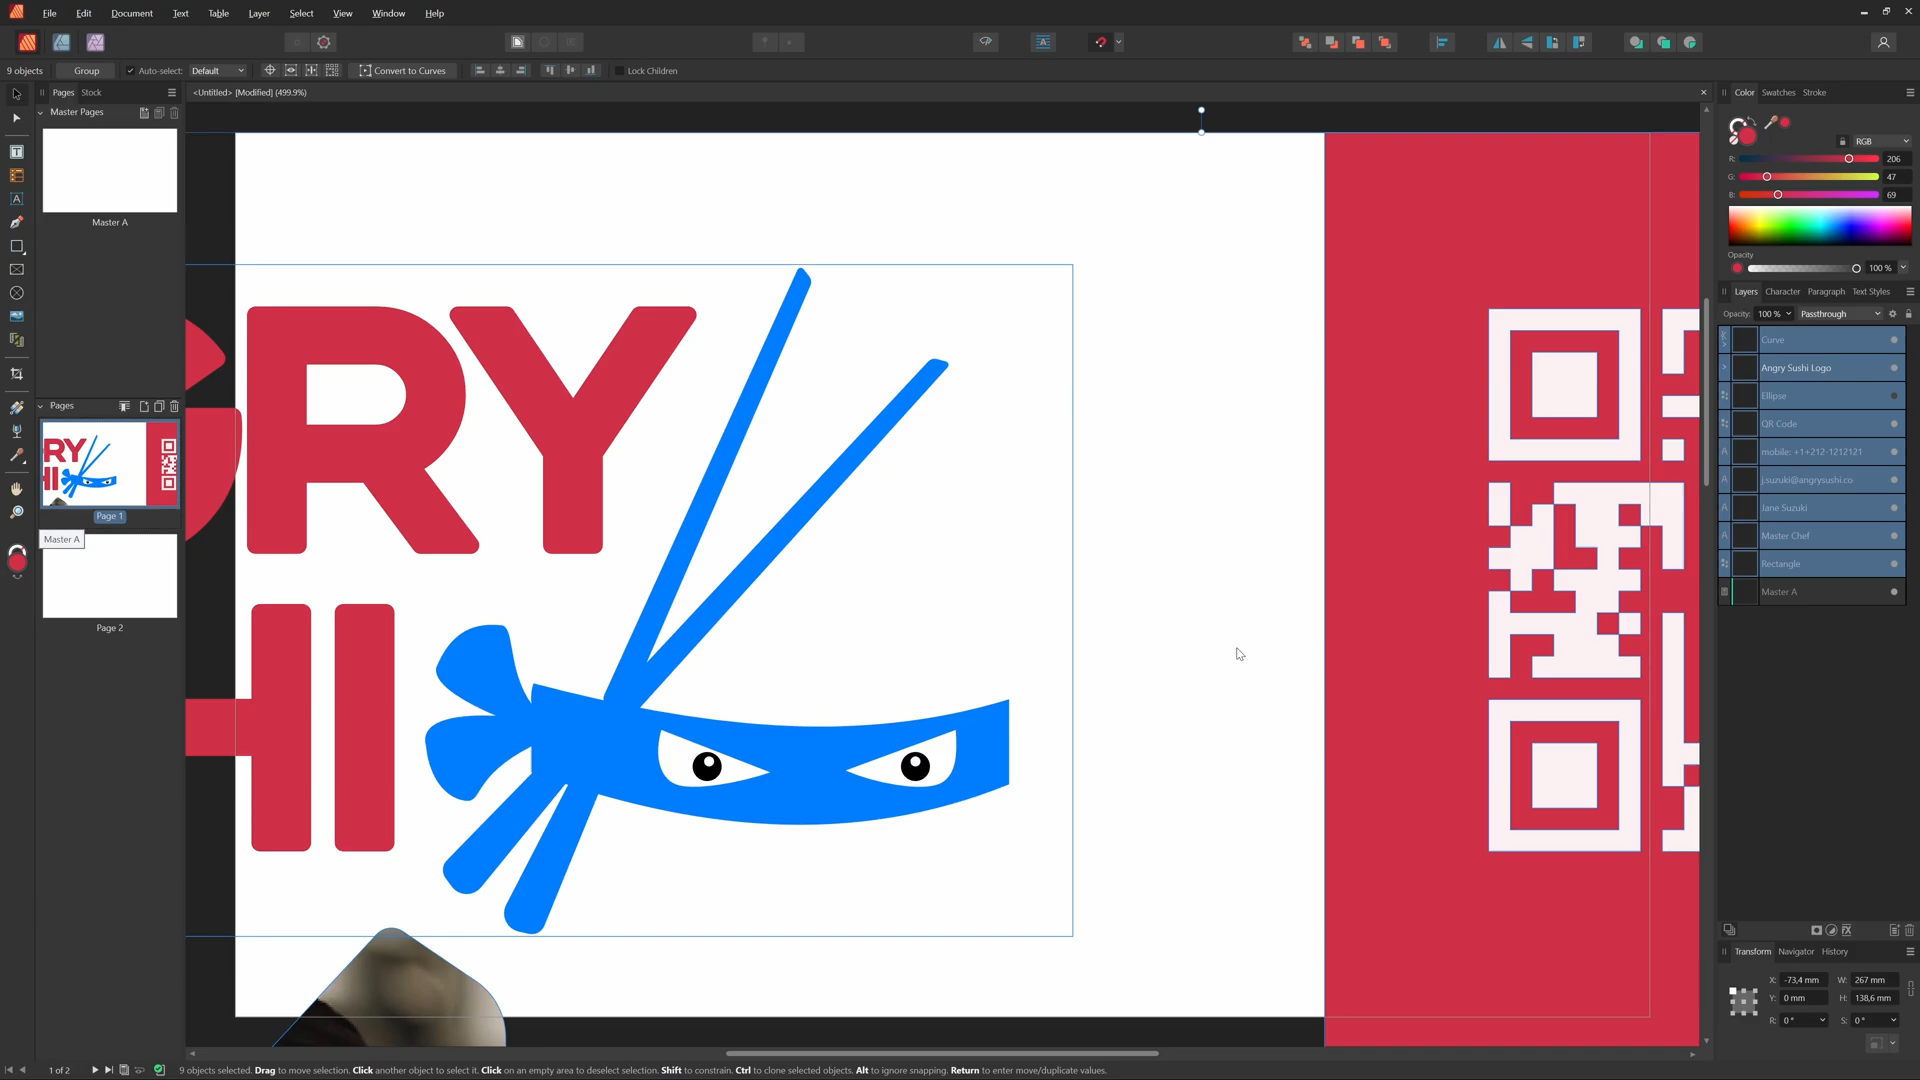 File Edit Document Text Table Layer Select View Window Help
9 objects Group Auto-select: Default Convert to Curves Lock Children
Pages Stock
<Untitled> [Modified] (499.9%)
Color Swatches Stroke
Master Pages
RGB
R: 206
G: 47
B: 69
Master A
Opacity
100 %
Layers Character Paragraph Text Styles
Opacity: 100 % Passthrough
Curve
Angry Sushi Logo
Ellipse
QR Code
mobile: +1+212-1212121
j.suzuki@angrysushi.co
Jane Suzuki
Master Chef
Rectangle
Master A
Pages
RY
HI
Page 1
Master A
Page 2
RY
HI
Transform Navigator History
X: -73,4 mm W: 267 mm
Y: 0 mm H: 138,6 mm
R: 0 ° S: 0 °
1 of 2
9 objects selected. Drag to move selection. Click another object to select it. Click on an empty area to deselect selection. Shift to constrain. Ctrl to clone selected objects. Alt to ignore snapping. Return to enter move/duplicate values.